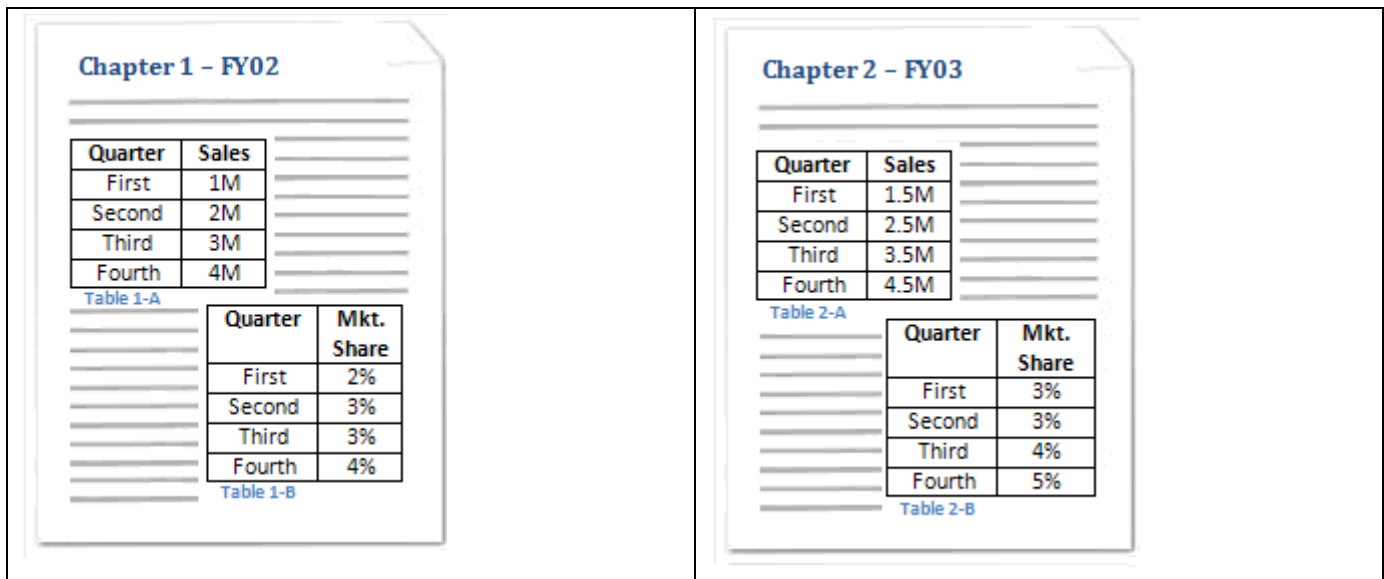 Chapter 1 – FY02
Quarter Sales
First 1M
Second 2M
Third 3M
Fourth 4M
Table 1-A
Quarter Mkt.
Share
First 2%
Second 3%
Third 3%
Fourth 4%
Table 1-B
Chapter 2 – FY03
Quarter Sales
First 1.5M
Second 2.5M
Third 3.5M
Fourth 4.5M
Table 2-A
Quarter Mkt.
Share
First 3%
Second 3%
Third 4%
Fourth 5%
Table 2-B